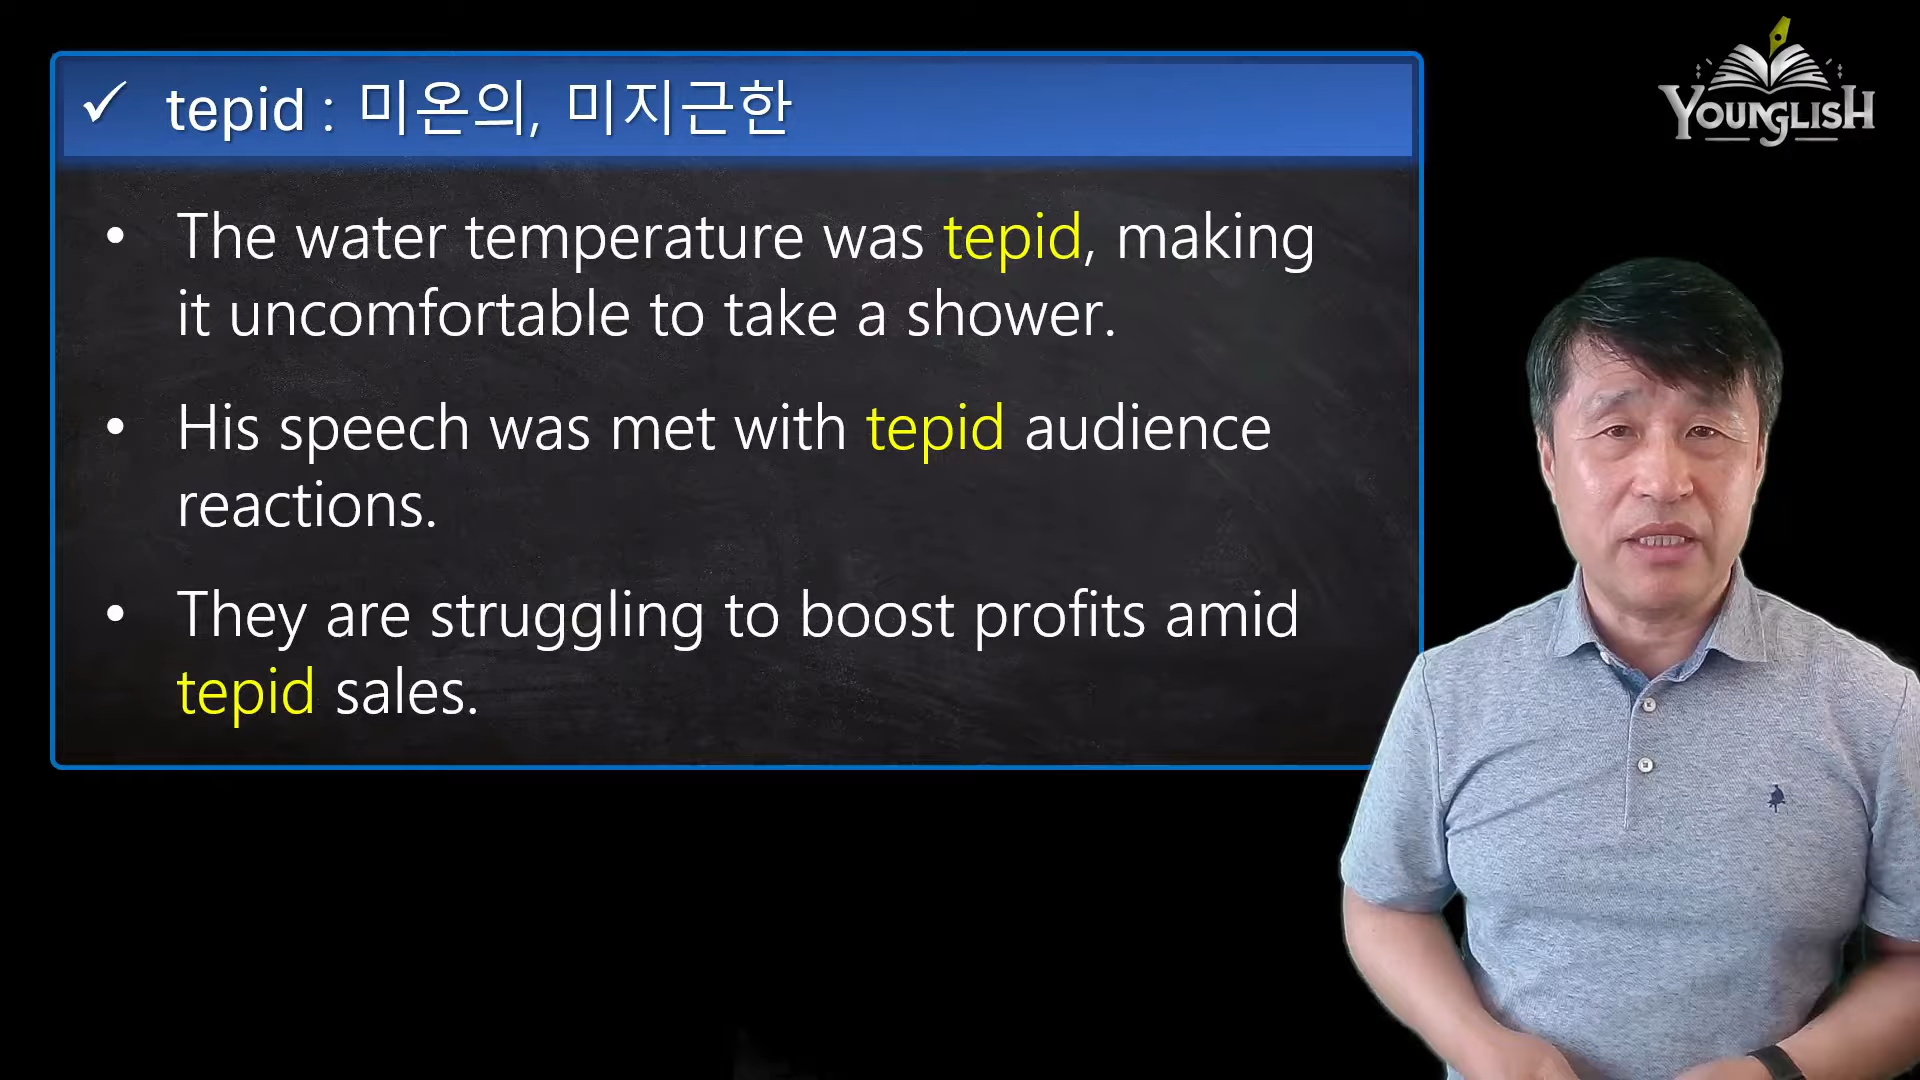 YOUNGLISH
✓ tepid : 미온의, 미지근한
• The water temperature was tepid, making
it uncomfortable to take a shower.
• His speech was met with tepid audience
reactions.
• They are struggling to boost profits amid
tepid sales.